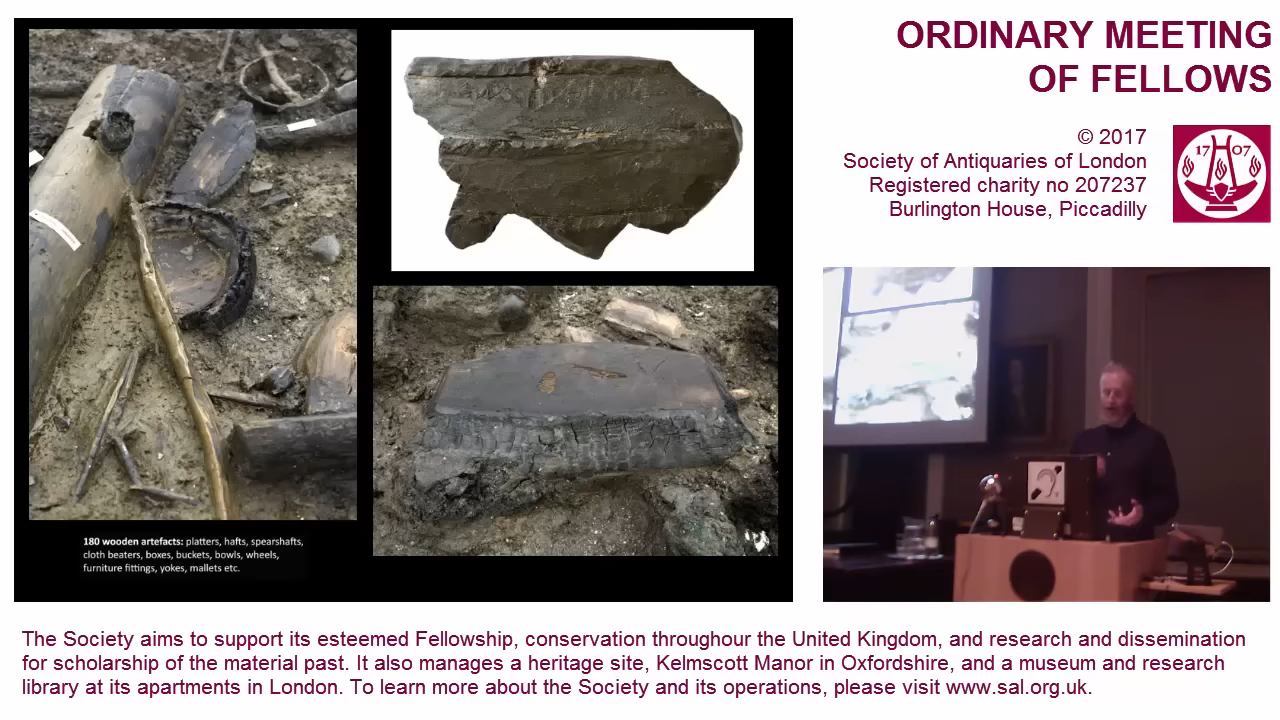 ORDINARY MEETING
OF FELLOWS
© 2017
Society of Antiquaries of London
Registered charity no 207237
Burlington House, Piccadilly
17 07
180 wooden artefacts: platters, hafts, spearshafts,
cloth beaters, boxes, buckets, bowls, wheels,
furniture fittings, yokes, mallets etc.
The Society aims to support its esteemed Fellowship, conservation throughour the United Kingdom, and research and dissemination
for scholarship of the material past. It also manages a heritage site, Kelmscott Manor in Oxfordshire, and a museum and research
library at its apartments in London. To learn more about the Society and its operations, please visit www.sal.org.uk.